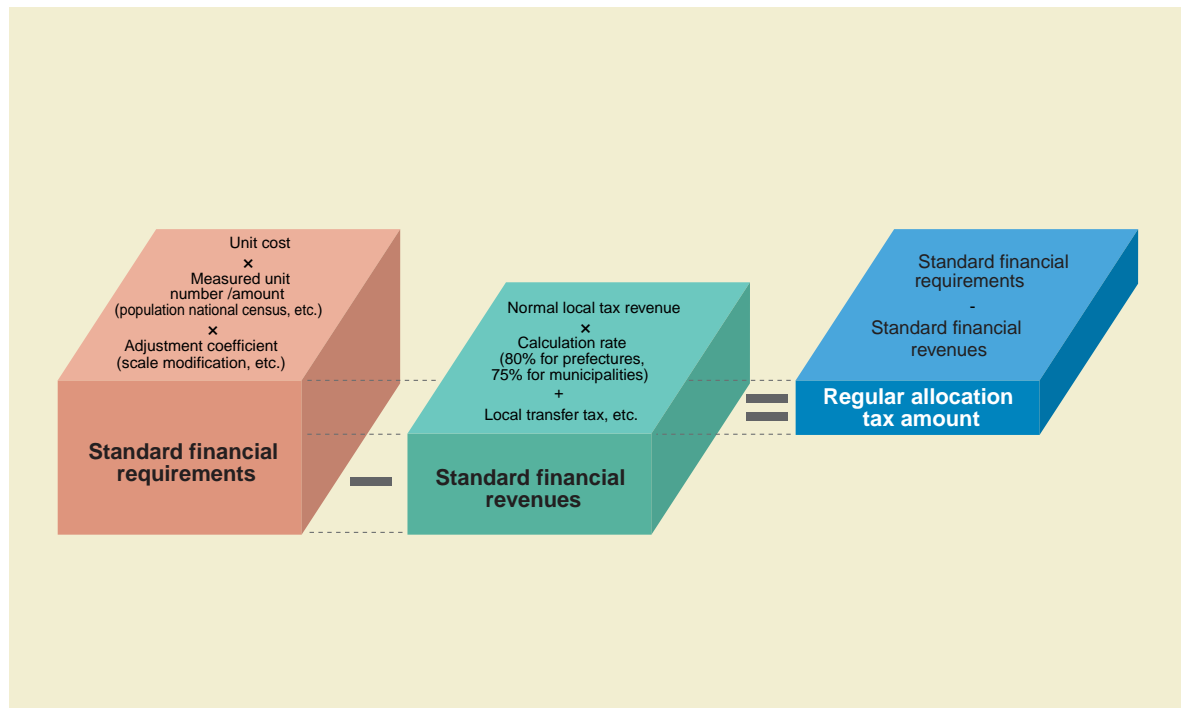 Unit cost
×
Measured unit
number /amount
(population national census, etc.)
×
Adjustment coefficient
(scale modification, etc.)
Standard financial
requirements
Normal local tax revenue
×
Calculation rate
(80% for prefectures,
75% for municipalities)
+
Local transfer tax, etc.
Standard financial
revenues
Standard financial
requirements
-
Standard financial
revenues
Regular allocation
tax amount